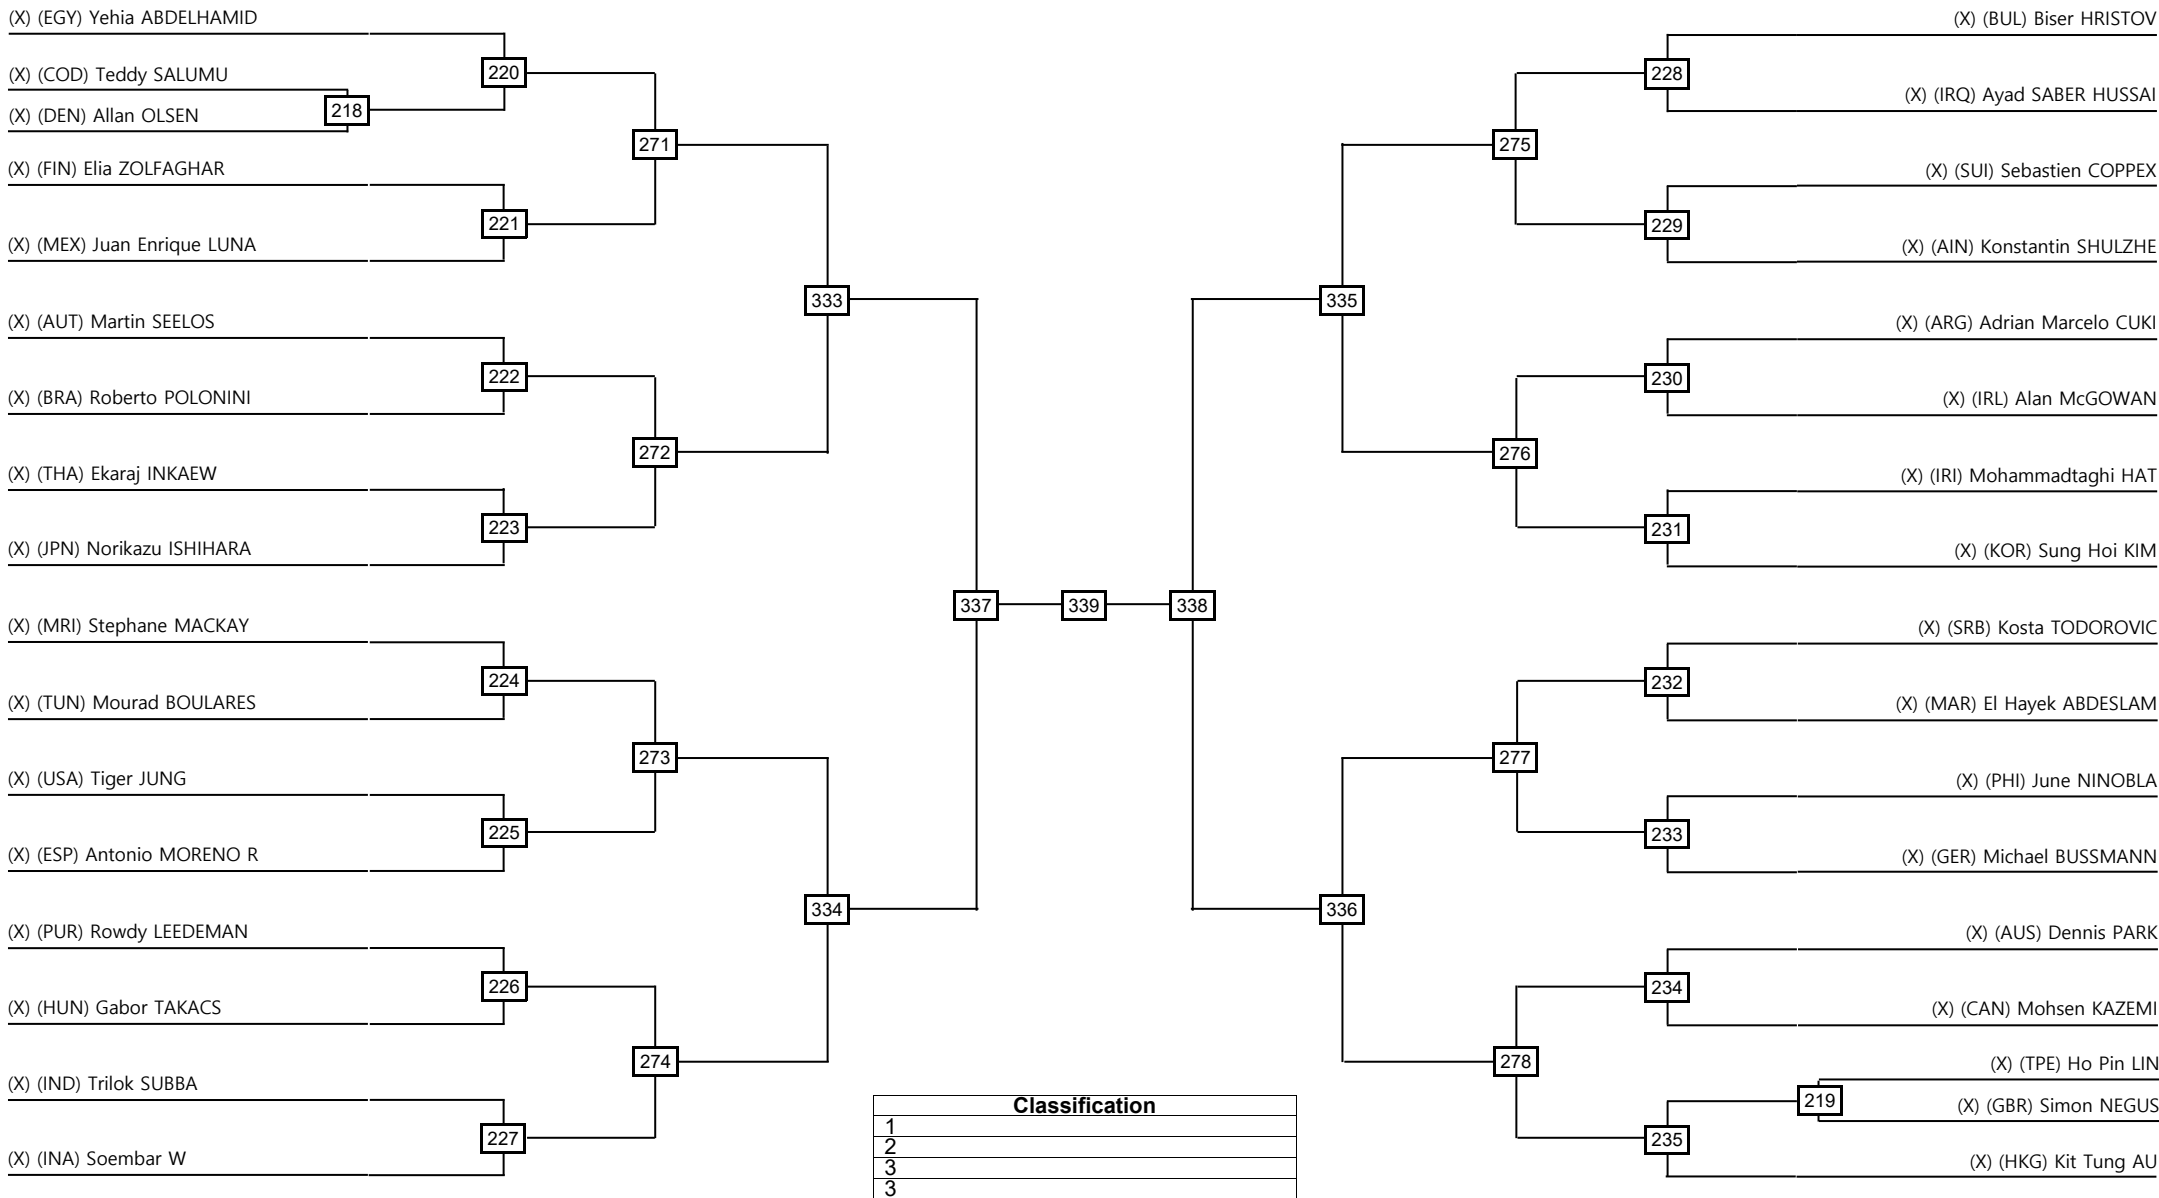 (X) (EGY) Yehia ABDELHAMID
(X) (COD) Teddy SALUMU
(X) (DEN) Allan OLSEN
(X) (FIN) Elia ZOLFAGHAR
(X) (MEX) Juan Enrique LUNA
(X) (AUT) Martin SEELOS
(X) (BRA) Roberto POLONINI
(X) (THA) Ekaraj INKAEW
(X) (JPN) Norikazu ISHIHARA
(X) (MRI) Stephane MACKAY
(X) (TUN) Mourad BOULARES
(X) (USA) Tiger JUNG
(X) (ESP) Antonio MORENO R
(X) (PUR) Rowdy LEEDEMAN
(X) (HUN) Gabor TAKACS
(X) (IND) Trilok SUBBA
(X) (INA) Soembar W
218
220
221
222
223
224
225
226
227
271
272
273
274
333
334
337
339
338
335
336
275
276
277
278
228
229
230
231
232
233
234
235
219
(X) (BUL) Biser HRISTOV
(X) (IRQ) Ayad SABER HUSSAI
(X) (SUI) Sebastien COPPEX
(X) (AIN) Konstantin SHULZHE
(X) (ARG) Adrian Marcelo CUKI
(X) (IRL) Alan McGOWAN
(X) (IRI) Mohammadtaghi HAT
(X) (KOR) Sung Hoi KIM
(X) (SRB) Kosta TODOROVIC
(X) (MAR) El Hayek ABDESLAM
(X) (PHI) June NINOBLA
(X) (GER) Michael BUSSMANN
(X) (AUS) Dennis PARK
(X) (CAN) Mohsen KAZEMI
(X) (TPE) Ho Pin LIN
(X) (GBR) Simon NEGUS
(X) (HKG) Kit Tung AU
Classification
1
2
3
3